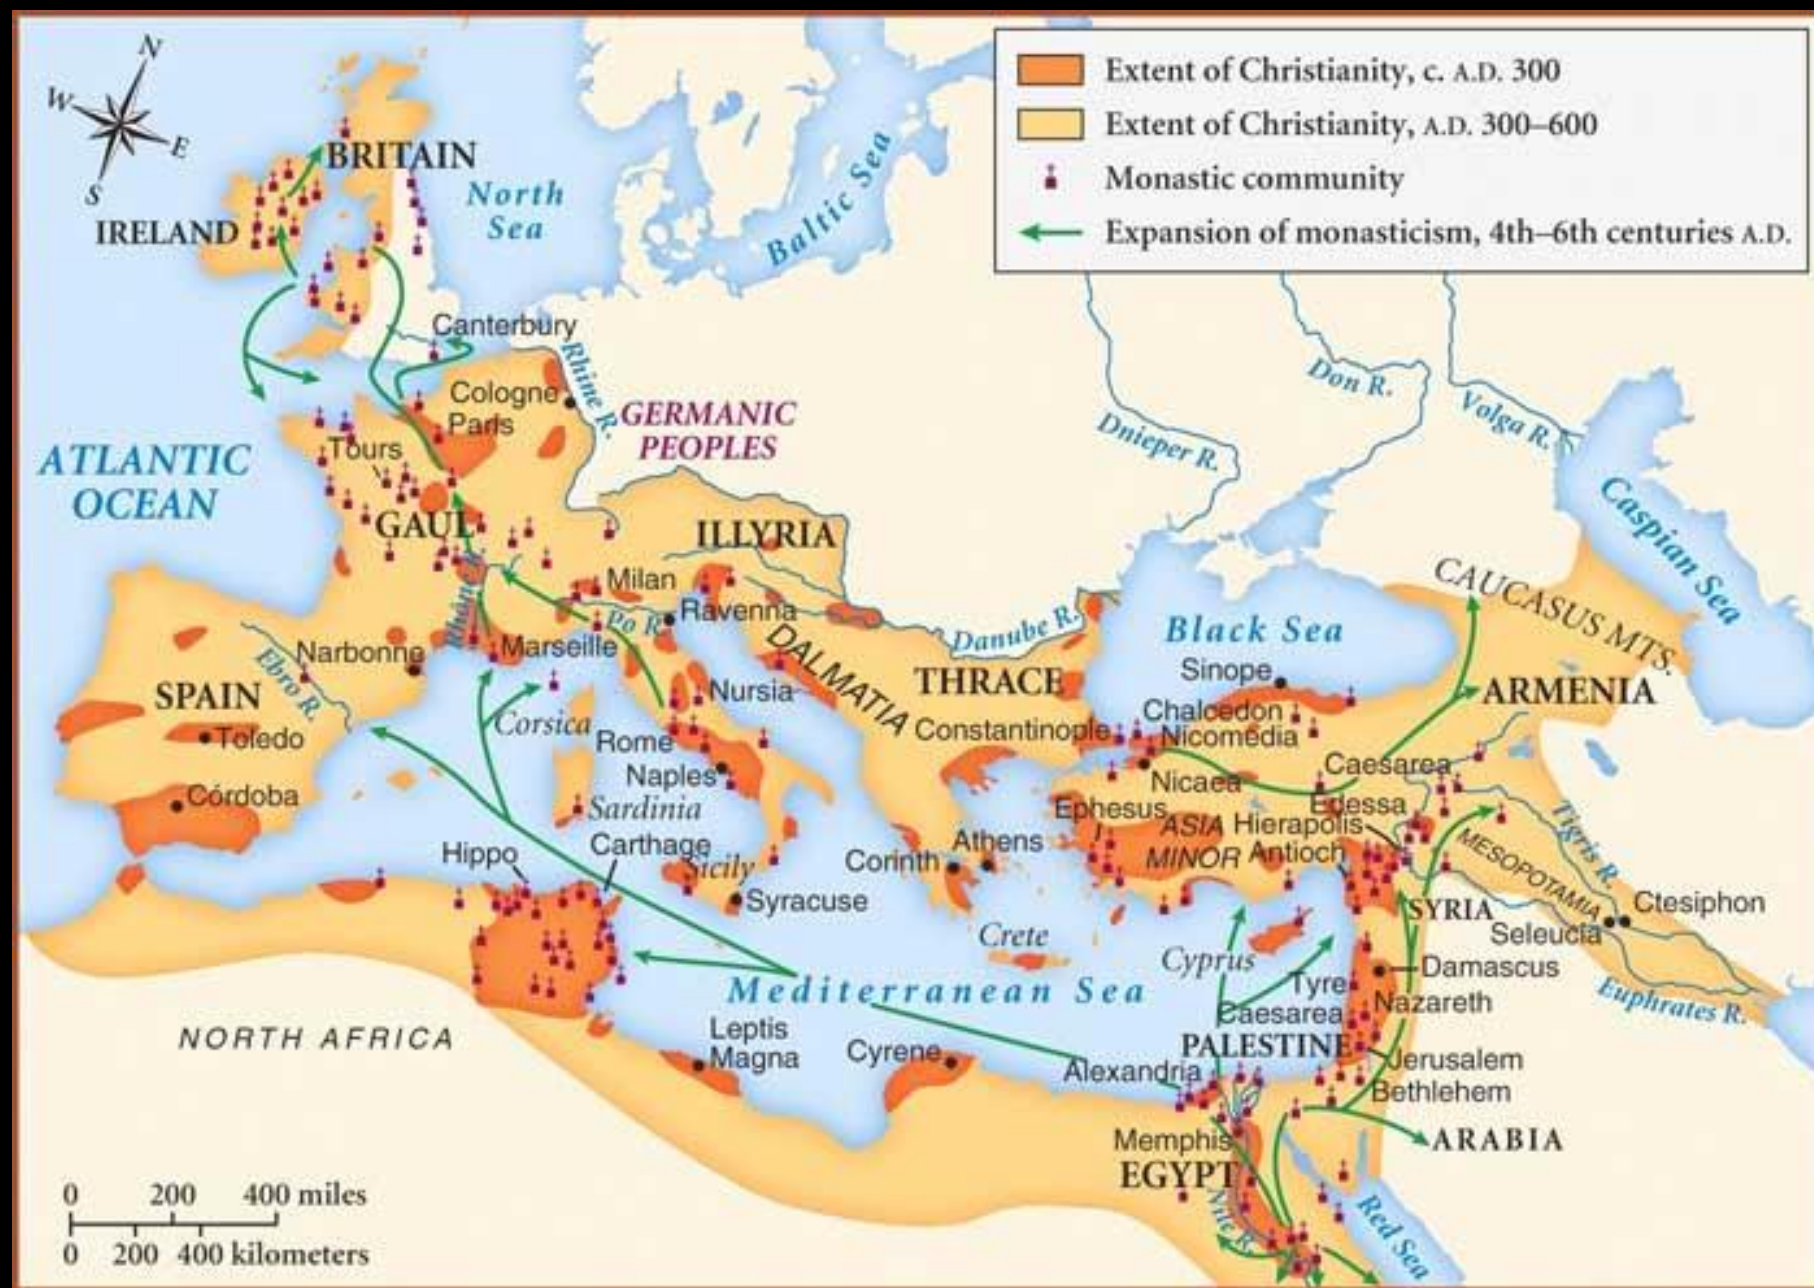 N
W
E
S
Extent of Christianity, c. A.D. 300
Extent of Christianity, A.D. 300–600
Monastic community
Expansion of monasticism, 4th–6th centuries A.D.
BRITAIN
North
Sea
Baltic Sea
IRELAND
Canterbury
Rhine R.
Cologne
Paris
GERMANIC
PEOPLES
Don R.
Volga R.
Dnieper R.
ATLANTIC
OCEAN
Tours
GAUL
ILLYRIA
Caspian Sea
CAUCASUS MTS.
Milan
Ravenna
Rhône R.
Po R.
Danube R.
Black Sea
Narbonne
Marseille
DALMATIA
Ebro R.
SPAIN
Nursia
THRACE
Sinope
ARMENIA
Toledo
Corsica
Rome
Constantinople
Chalcedon
Nicomedia
Naples
Nicaea
Caesarea
Córdoba
Sardinia
Ephesus
Edessa
ASIA
MINOR
Hierapolis
Tigris R.
Hippo
Carthage
Sicily
Corinth
Athens
Antioch
MESOPOTAMIA
Syracuse
SYRIA
Ctesiphon
Seleucia
Crete
Cyprus
Damascus
Tyre
Mediterranean Sea
Nazareth
Euphrates R.
Caesarea
NORTH AFRICA
Leptis
Magna
Cyrene
PALESTINE
Jerusalem
Alexandria
Bethlehem
Memphis
ARABIA
EGYPT
Nile R.
Red Sea
0 200 400 miles
0 200 400 kilometers